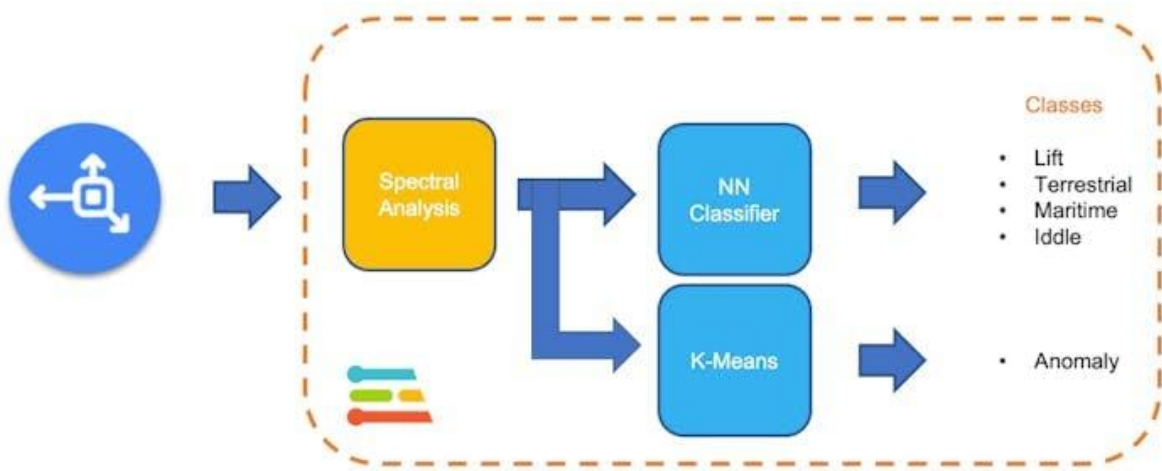 Spectral
Analysis
NN
Classifier
K-Means
Classes
• Lift
• Terrestrial
• Maritime
• Iddle
• Anomaly